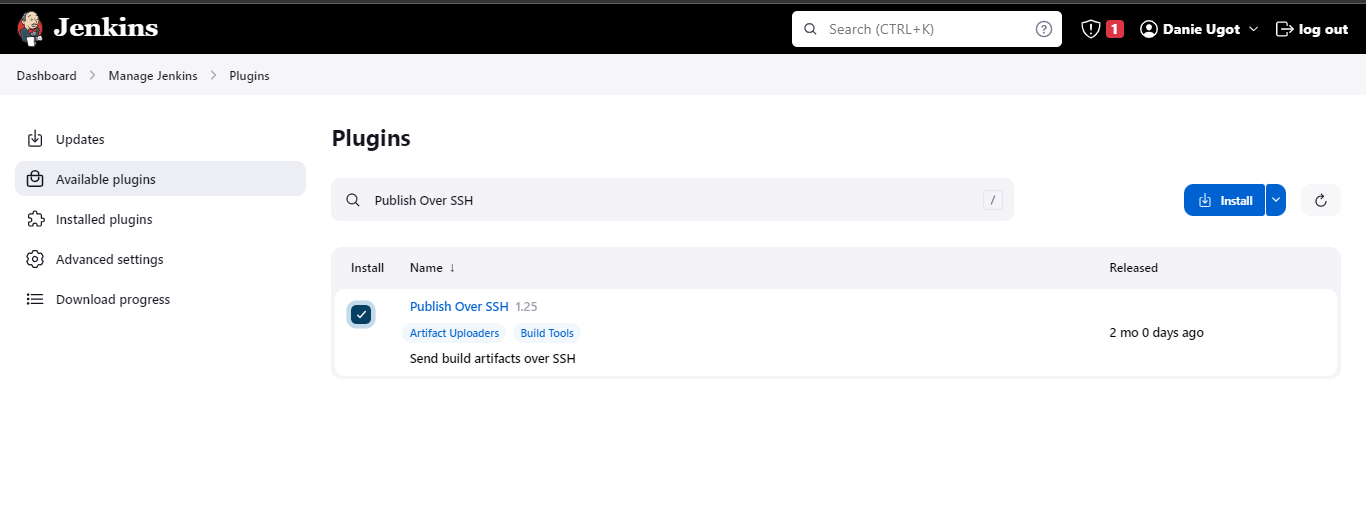 Jenkins
Search (CTRL+K)
?
1
Danie Ugot
log out
Dashboard
Manage Jenkins
Plugins
Updates
Available plugins
Installed plugins
Advanced settings
Download progress
Plugins
Publish Over SSH
/
Install
Install
Name ↓
Released
Publish Over SSH 1.25
Artifact Uploaders
Build Tools
Send build artifacts over SSH
2 mo 0 days ago